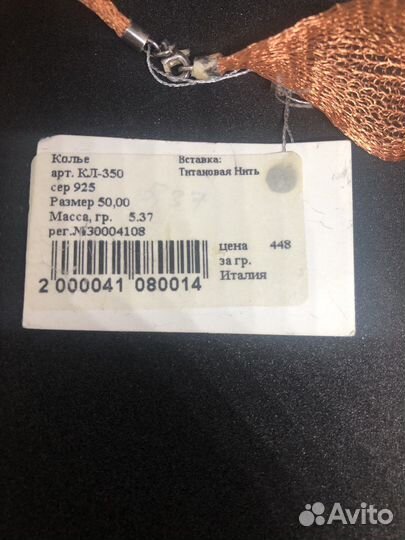 Колье
арт. КЛ-350
сер 925
Размер 50,00
Масса, гр. 5.37
рег.№30004108
Вставка:
Титановая Нить
537
цена 448
за гр.
Италия
2 000041 080014
Avito